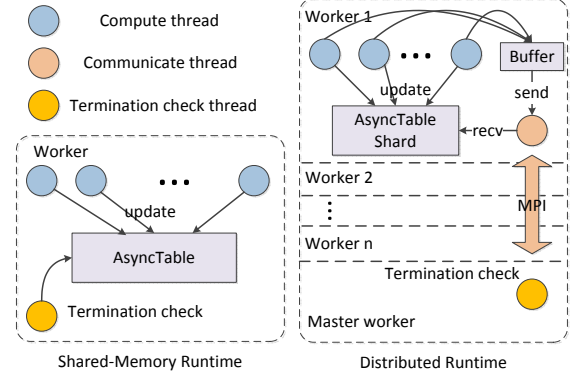 Compute thread
Communicate thread
Termination check thread
Worker
update
AsyncTable
Termination check
Shared-Memory Runtime
Worker 1
Buffer
update
send
AsyncTable
Shard
recv
Worker 2
MPI
Worker n
Termination check
Master worker
Distributed Runtime